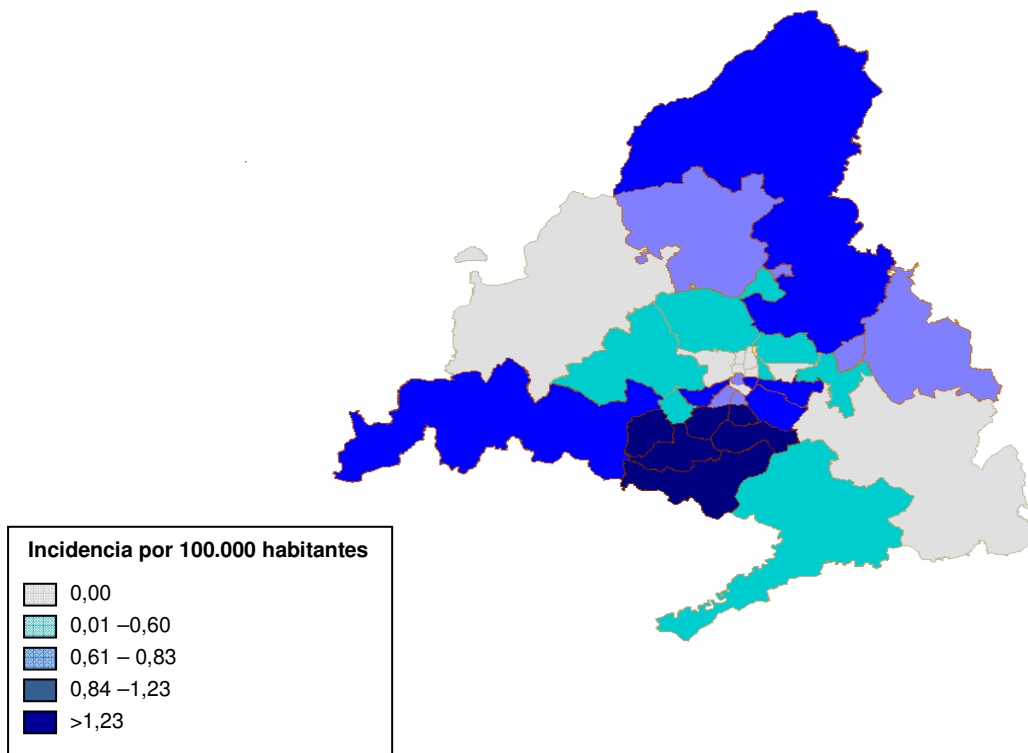 Incidencia por 100.000 habitantes
0,00
0,01 –0,60
0,61 – 0,83
0,84 –1,23
>1,23